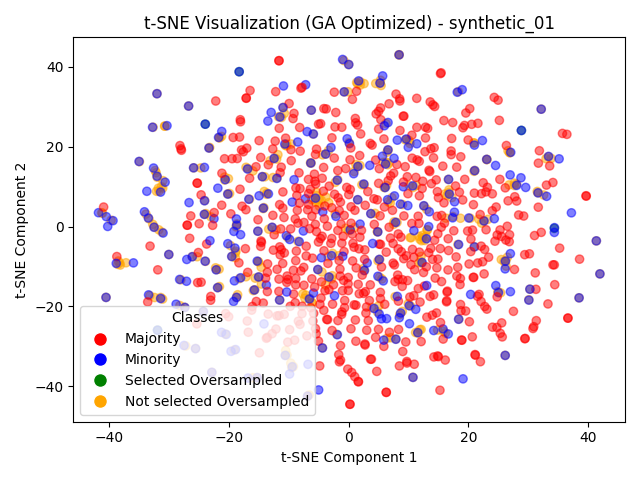 t-SNE Visualization (GA Optimized) - synthetic_01
t-SNE Component 2
40
20
0
−20
−40
Classes
Majority
Minority
Selected Oversampled
Not selected Oversampled
−40 −20 0 20 40
t-SNE Component 1